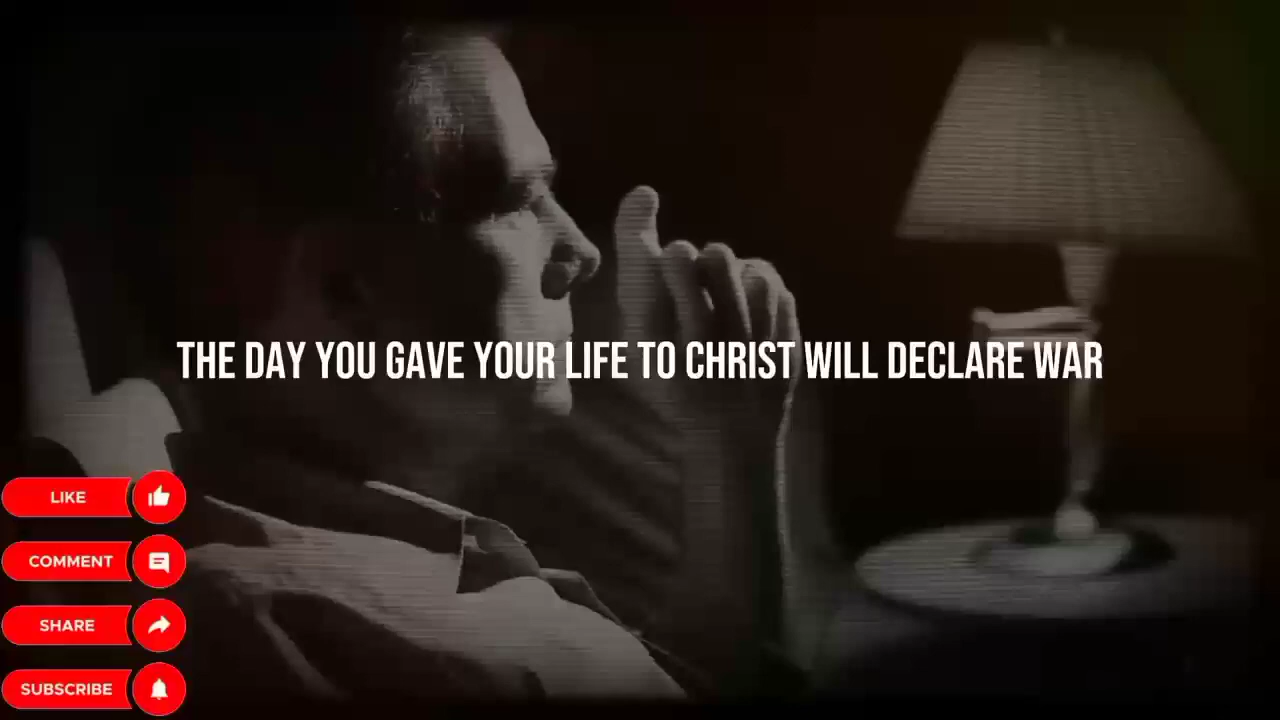 THE DAY YOU GAVE YOUR LIFE TO CHRIST WILL DECLARE WAR
LIKE
COMMENT
SHARE
SUBSCRIBE